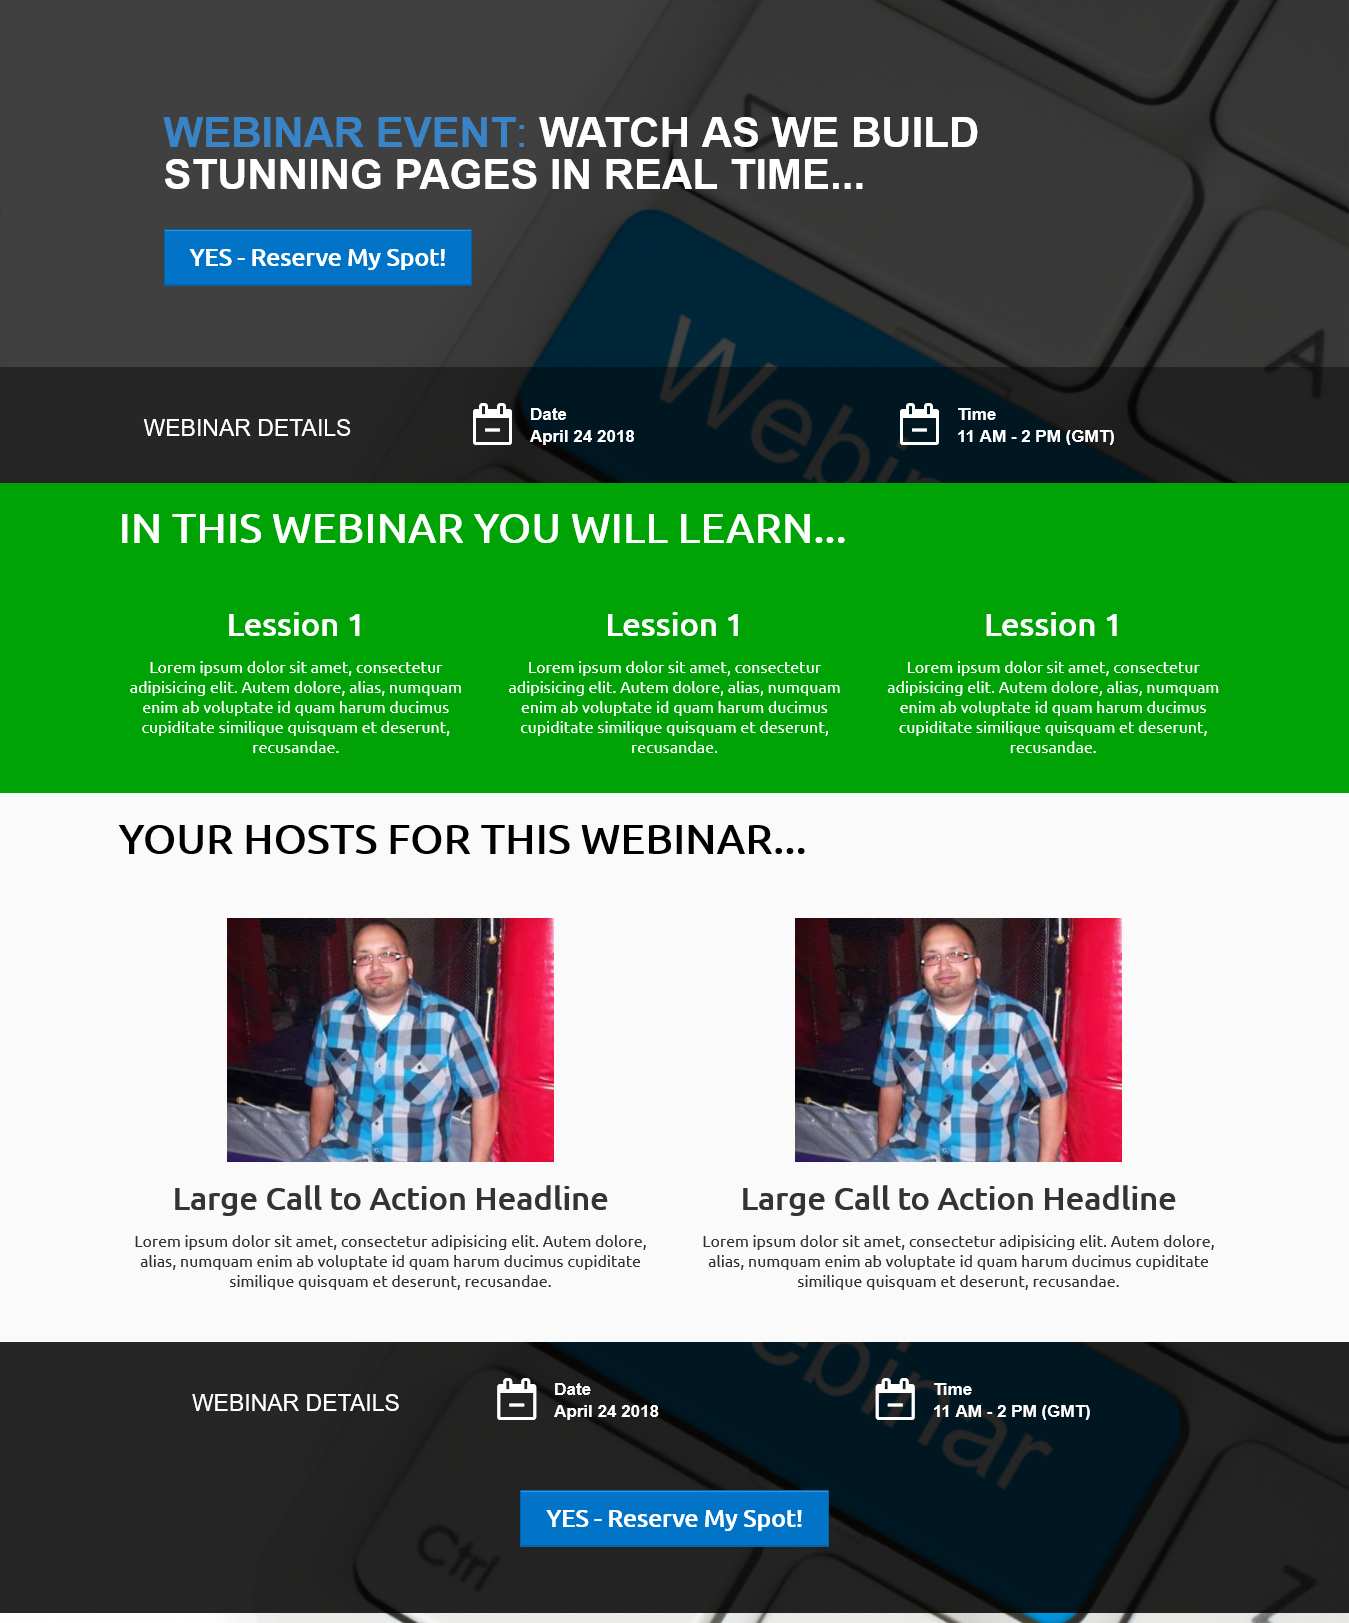 WEBINAR EVENT: WATCH AS WE BUILD
STUNNING PAGES IN REAL TIME...
YES - Reserve My Spot!
Webinar
A
WEBINAR DETAILS
Date
April 24 2018
Time
11 AM - 2 PM (GMT)
IN THIS WEBINAR YOU WILL LEARN...
Lession 1
Lorem ipsum dolor sit amet, consectetur
adipisicing elit. Autem dolore, alias, numquam
enim ab voluptate id quam harum ducimus
cupiditate similique quisquam et deserunt,
recusandae.
Lession 1
Lorem ipsum dolor sit amet, consectetur
adipisicing elit. Autem dolore, alias, numquam
enim ab voluptate id quam harum ducimus
cupiditate similique quisquam et deserunt,
recusandae.
Lession 1
Lorem ipsum dolor sit amet, consectetur
adipisicing elit. Autem dolore, alias, numquam
enim ab voluptate id quam harum ducimus
cupiditate similique quisquam et deserunt,
recusandae.
YOUR HOSTS FOR THIS WEBINAR...
Large Call to Action Headline
Lorem ipsum dolor sit amet, consectetur adipisicing elit. Autem dolore,
alias, numquam enim ab voluptate id quam harum ducimus cupiditate
similique quisquam et deserunt, recusandae.
Large Call to Action Headline
Lorem ipsum dolor sit amet, consectetur adipisicing elit. Autem dolore,
alias, numquam enim ab voluptate id quam harum ducimus cupiditate
similique quisquam et deserunt, recusandae.
WEBINAR DETAILS
Date
April 24 2018
Time
11 AM - 2 PM (GMT)
ebinar
YES - Reserve My Spot!
Ctrl
Z